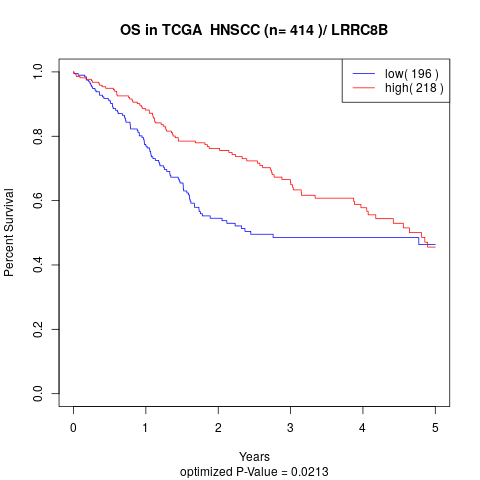 OS in TCGA  HNSCC (n= 414 )/ LRRC8B
low( 196 )
high( 218 )
Percent Survival
1.0
0.8
0.6
0.4
0.2
0.0
0 1 2 3 4 5
Years
optimized P-Value = 0.0213